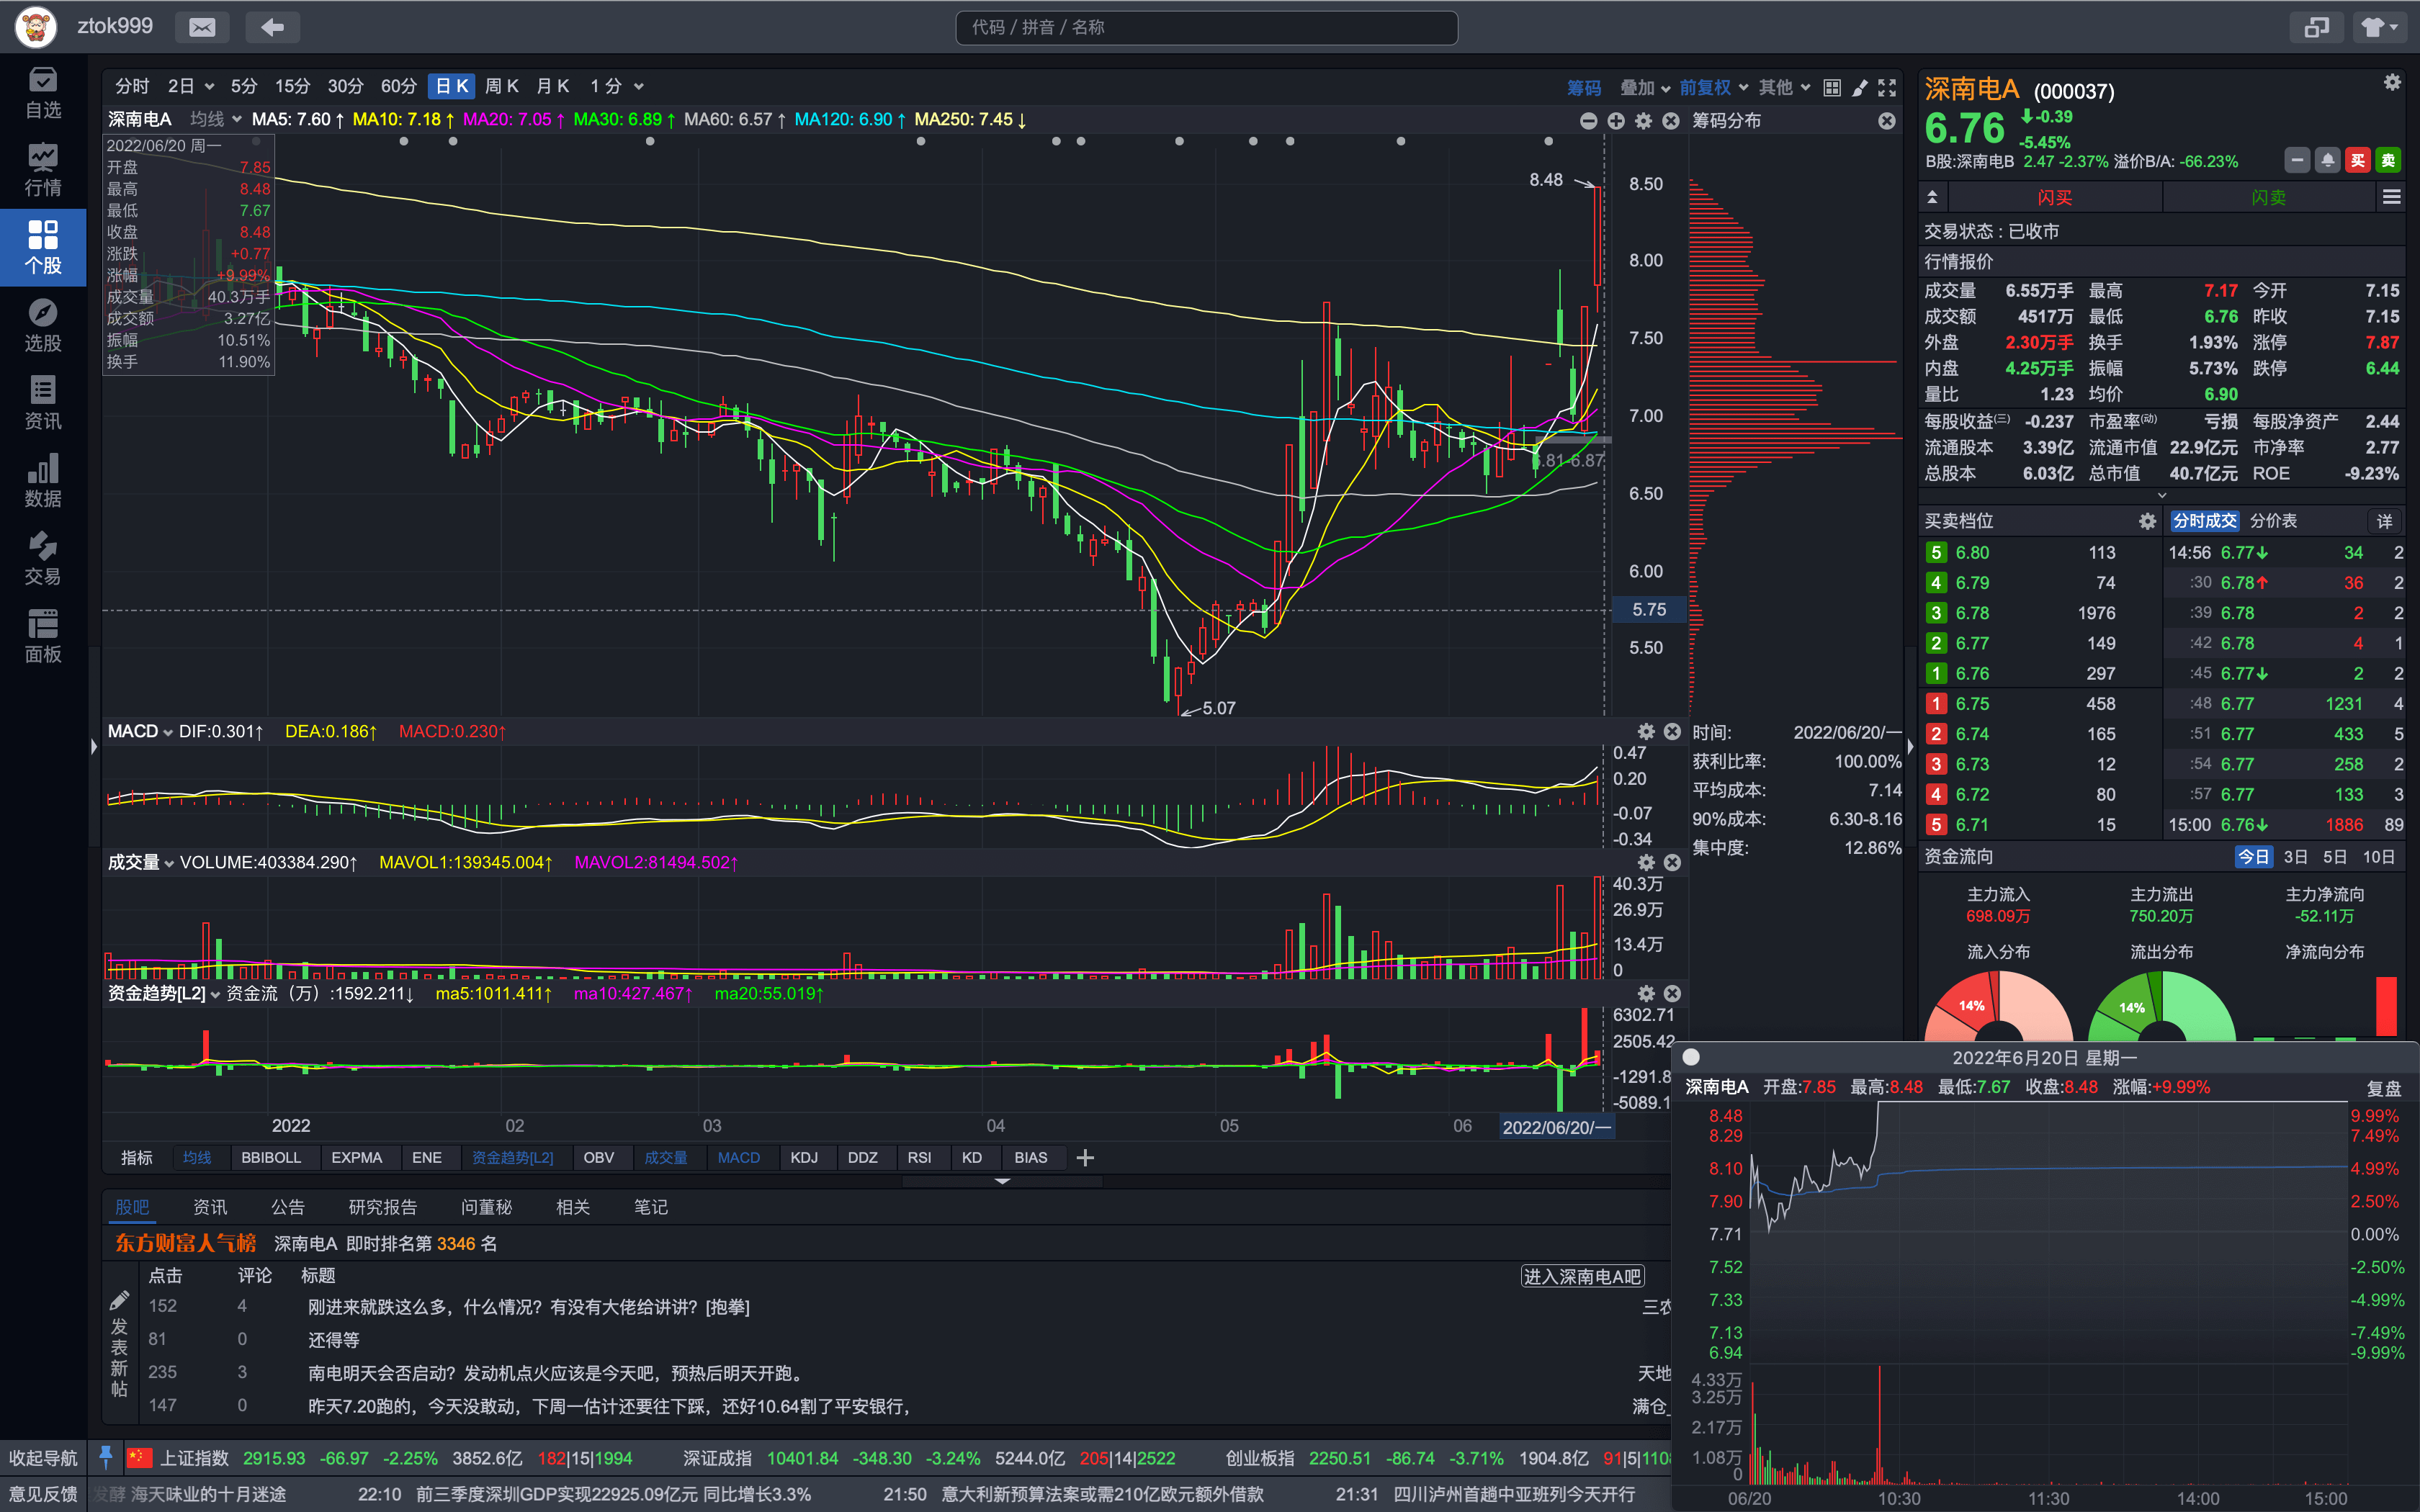 ztok999
代码 / 拼音 / 名称
自选
行情
个股
选股
资讯
数据
交易
面板
分时 2日 5分 15分 30分 60分 日K 周K 月K 1分 筹码 叠加 前复权 其他
深南电A 均线 MA5: 7.60↑ MA10: 7.18↑ MA20: 7.05↑ MA30: 6.89↑ MA60: 6.57↑ MA120: 6.90↑ MA250: 7.45↓
筹码分布
2022/06/20 周一
开盘 7.85
最高 8.48
最低 7.67
收盘 8.48
涨跌 +0.77
涨幅 +9.99%
成交量 40.3万手
成交额 3.27亿
振幅 10.51%
换手 11.90%
8.48
8.50
8.00
7.50
7.00
6.50
6.00
5.75
5.50
5.07
MACD DIF:0.301↑ DEA:0.186↑ MACD:0.230↑
0.47
0.20
-0.07
-0.34
成交量 VOLUME:403384.290↑ MAVOL1:139345.004↑ MAVOL2:81494.502↑
40.3万
26.9万
13.4万
0
资金趋势[L2] 资金流（万）:1592.211↓ ma5:1011.411↑ ma10:427.467↑ ma20:55.019↑
6302.71
2505.42
-1291.8
-5089.1
2022 02 03 04 05 06 2022/06/20/一
时间: 2022/06/20/一
获利比率: 100.00%
平均成本: 7.14
90%成本: 6.30-8.16
集中度: 12.86%
指标 均线 BBIBOLL EXPMA ENE 资金趋势[L2] OBV 成交量 MACD KDJ DDZ RSI KD BIAS
股吧 资讯 公告 研究报告 问董秘 相关 笔记
东方财富人气榜 深南电A 即时排名第 3346 名
点击 评论 标题 进入深南电A吧
152 4 刚进来就跌这么多，什么情况？有没有大佬给讲讲？[抱拳] 三农
81 0 还得等
235 3 南电明天会否启动？发动机点火应该是今天吧，预热后明天开跑。 天地
147 0 昨天7.20跑的，今天没敢动，下周一估计还要往下踩，还好10.64割了平安银行， 满仓_
发表新帖
深南电A (000037)
6.76 -0.39
-5.45%
B股:深南电B 2.47 -2.37% 溢价B/A: -66.23% 买 卖
闪买 闪卖
交易状态：已收市
行情报价
成交量 6.55万手 最高 7.17 今开 7.15
成交额 4517万 最低 6.76 昨收 7.15
外盘 2.30万手 换手 1.93% 涨停 7.87
内盘 4.25万手 振幅 5.73% 跌停 6.44
量比 1.23 均价 6.90
每股收益(三) -0.237 市盈率(动) 亏损 每股净资产 2.44
流通股本 3.39亿 流通市值 22.9亿元 市净率 2.77
总股本 6.03亿 总市值 40.7亿元 ROE -9.23%
买卖档位 分时成交 分价表 详
5 6.80 113 14:56 6.77↓ 34 2
4 6.79 74 :30 6.78↑ 36 2
3 6.78 1976 :39 6.78 2 2
2 6.77 149 :42 6.78 4 1
1 6.76 297 :45 6.77↓ 2 2
1 6.75 458 :48 6.77 1231 4
2 6.74 165 :51 6.77 433 5
3 6.73 12 :54 6.77 258 2
4 6.72 80 :57 6.77 133 3
5 6.71 15 15:00 6.76↓ 1886 89
资金流向 今日 3日 5日 10日
主力流入 主力流出 主力净流向
698.09万 750.20万 -52.11万
流入分布 流出分布 净流向分布
14% 14%
2022年6月20日 星期一
深南电A 开盘:7.85 最高:8.48 最低:7.67 收盘:8.48 涨幅:+9.99% 复盘
8.48 9.99%
8.29 7.49%
8.10 4.99%
7.90 2.50%
7.71 0.00%
7.52 -2.50%
7.33 -4.99%
7.13 -7.49%
6.94 -9.99%
4.33万
3.25万
2.17万
1.08万
0
06/20 10:30 11:30 14:00 15:00
收起导航 上证指数 2915.93 -66.97 -2.25% 3852.6亿 182|15|1994 深证成指 10401.84 -348.30 -3.24% 5244.0亿 205|14|2522 创业板指 2250.51 -86.74 -3.71% 1904.8亿 91|5|110
意见反馈 发酵 海天味业的十月迷途 22:10 前三季度深圳GDP实现22925.09亿元 同比增长3.3% 21:50 意大利新预算法案或需210亿欧元额外借款 21:31 四川泸州首趟中亚班列今天开行